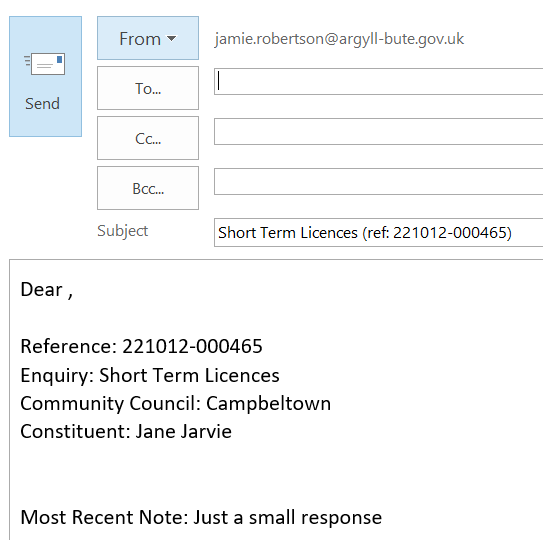 From
jamie.robertson@argyll-bute.gov.uk
Send
To...
Cc...
Bcc...
Subject
Short Term Licences (ref: 221012-000465)
Dear ,
Reference: 221012-000465
Enquiry: Short Term Licences
Community Council: Campbeltown
Constituent: Jane Jarvie
Most Recent Note: Just a small response